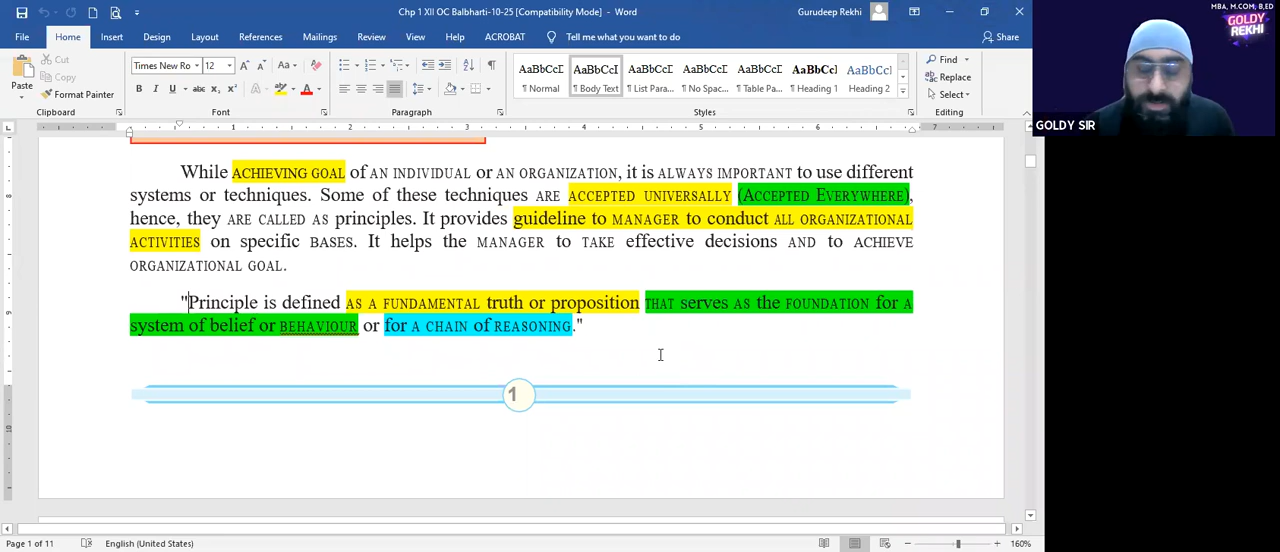 Chp 1 XII OC Balbharti-10-25 [Compatibility Mode] - Word
Gurudeep Rekhi
MBA, M.COM, B,ED
GOLDY
REKHI
File Home Insert Design Layout References Mailings Review View Help ACROBAT Tell me what you want to do Share
Cut
Copy
Format Painter
Paste
Clipboard
Times New Ro 12
B I U
Font
Paragraph
AaBbCcI AaBbCc AaBbCcI AaBbCcI AaBbCcI AaBbCcI AaBbCcI
¶ Normal ¶ Body Text ¶ List Para... ¶ No Spac... ¶ Table Pa... ¶ Heading 1 ¶ Heading 2
Styles
Find
Replace
Select
Editing
GOLDY SIR
1 2 3 4 5 6 7
While ACHIEVING GOAL of AN INDIVIDUAL or AN ORGANIZATION, it is ALWAYS IMPORTANT to use different
systems or techniques. Some of these techniques ARE ACCEPTED UNIVERSALLY (ACCEPTED EVERYWHERE),
hence, they ARE CALLED AS principles. It provides guideline to MANAGER to conduct ALL ORGANIZATIONAL
ACTIVITIES on specific BASES. It helps the MANAGER to TAKE effective decisions AND to ACHIEVE
ORGANIZATIONAL GOAL.
"Principle is defined AS A FUNDAMENTAL truth or proposition THAT serves AS the FOUNDATION for A
system of belief or BEHAVIOUR or for A CHAIN of REASONING."
1
Page 1 of 11 English (United States) 160%